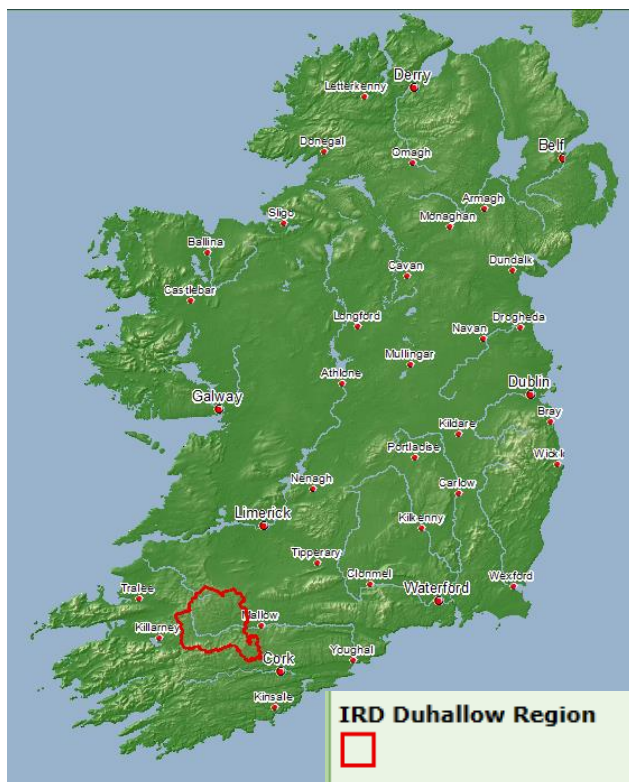 Derry
Letterkenny
Donegal
Omagh
Belf
Armagh
Monaghan
Sligo
Ballina
Cavan
Dundalk
Castlebar
Longford
Navan
Drogheda
Mullingar
Athlone
Dublin
Galway
Bray
Kildare
Portlaoise
Wickl
Nenagh
Carlow
Limerick
Kilkenny
Tipperary
Clonmel
Waterford
Wexford
Tralee
Mallow
Killarney
Youghal
Cork
Kinsale
IRD Duhallow Region